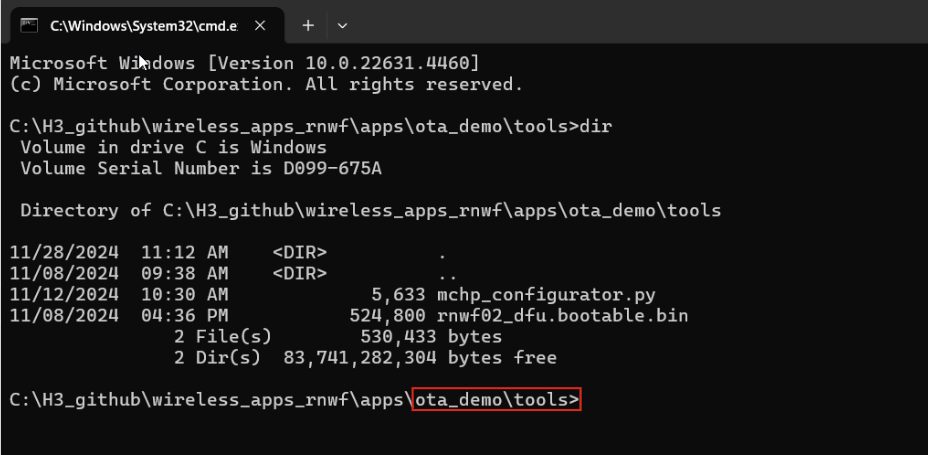 C:\Windows\System32\cmd.e
Microsoft Windows [Version 10.0.22631.4460]
(c) Microsoft Corporation. All rights reserved.
C:\H3_github\wireless_apps_rnwf\apps\ota_demo\tools>dir
Volume in drive C is Windows
Volume Serial Number is D099-675A
Directory of C:\H3_github\wireless_apps_rnwf\apps\ota_demo\tools
11/28/2024  11:12 AM    <DIR>          .
11/08/2024  09:38 AM    <DIR>          ..
11/12/2024  10:30 AM             5,633 mchp_configurator.py
11/08/2024  04:36 PM           524,800 rnwf02_dfu.bootable.bin
2 File(s)        530,433 bytes
2 Dir(s)  83,741,282,304 bytes free
C:\H3_github\wireless_apps_rnwf\apps\ota_demo\tools>